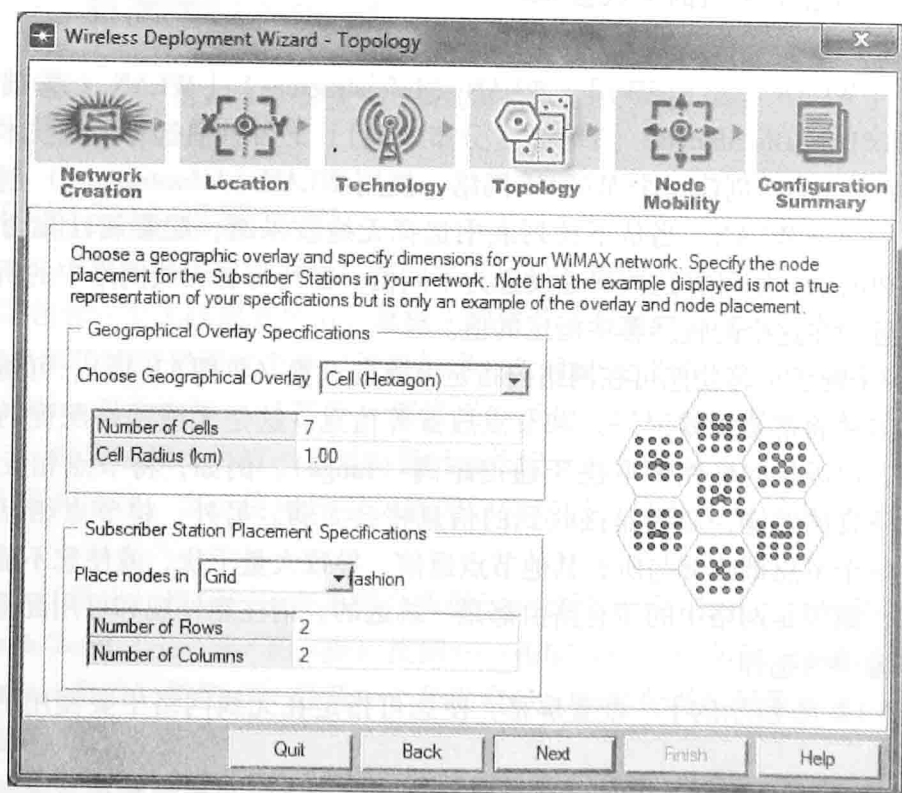 Wireless Deployment Wizard - Topology
X
Y
Network Creation
Location
Technology
Topology
Node Mobility
Configuration Summary
Choose a geographic overlay and specify dimensions for your WiMAX network. Specify the node
placement for the Subscriber Stations in your network. Note that the example displayed is not a true
representation of your specifications but is only an example of the overlay and node placement.
Geographical Overlay Specifications
Choose Geographical Overlay Cell (Hexagon)
Number of Cells 7
Cell Radius (km) 1.00
Subscriber Station Placement Specifications
Place nodes in Grid fashion
Number of Rows 2
Number of Columns 2
Quit Back Next Finish Help